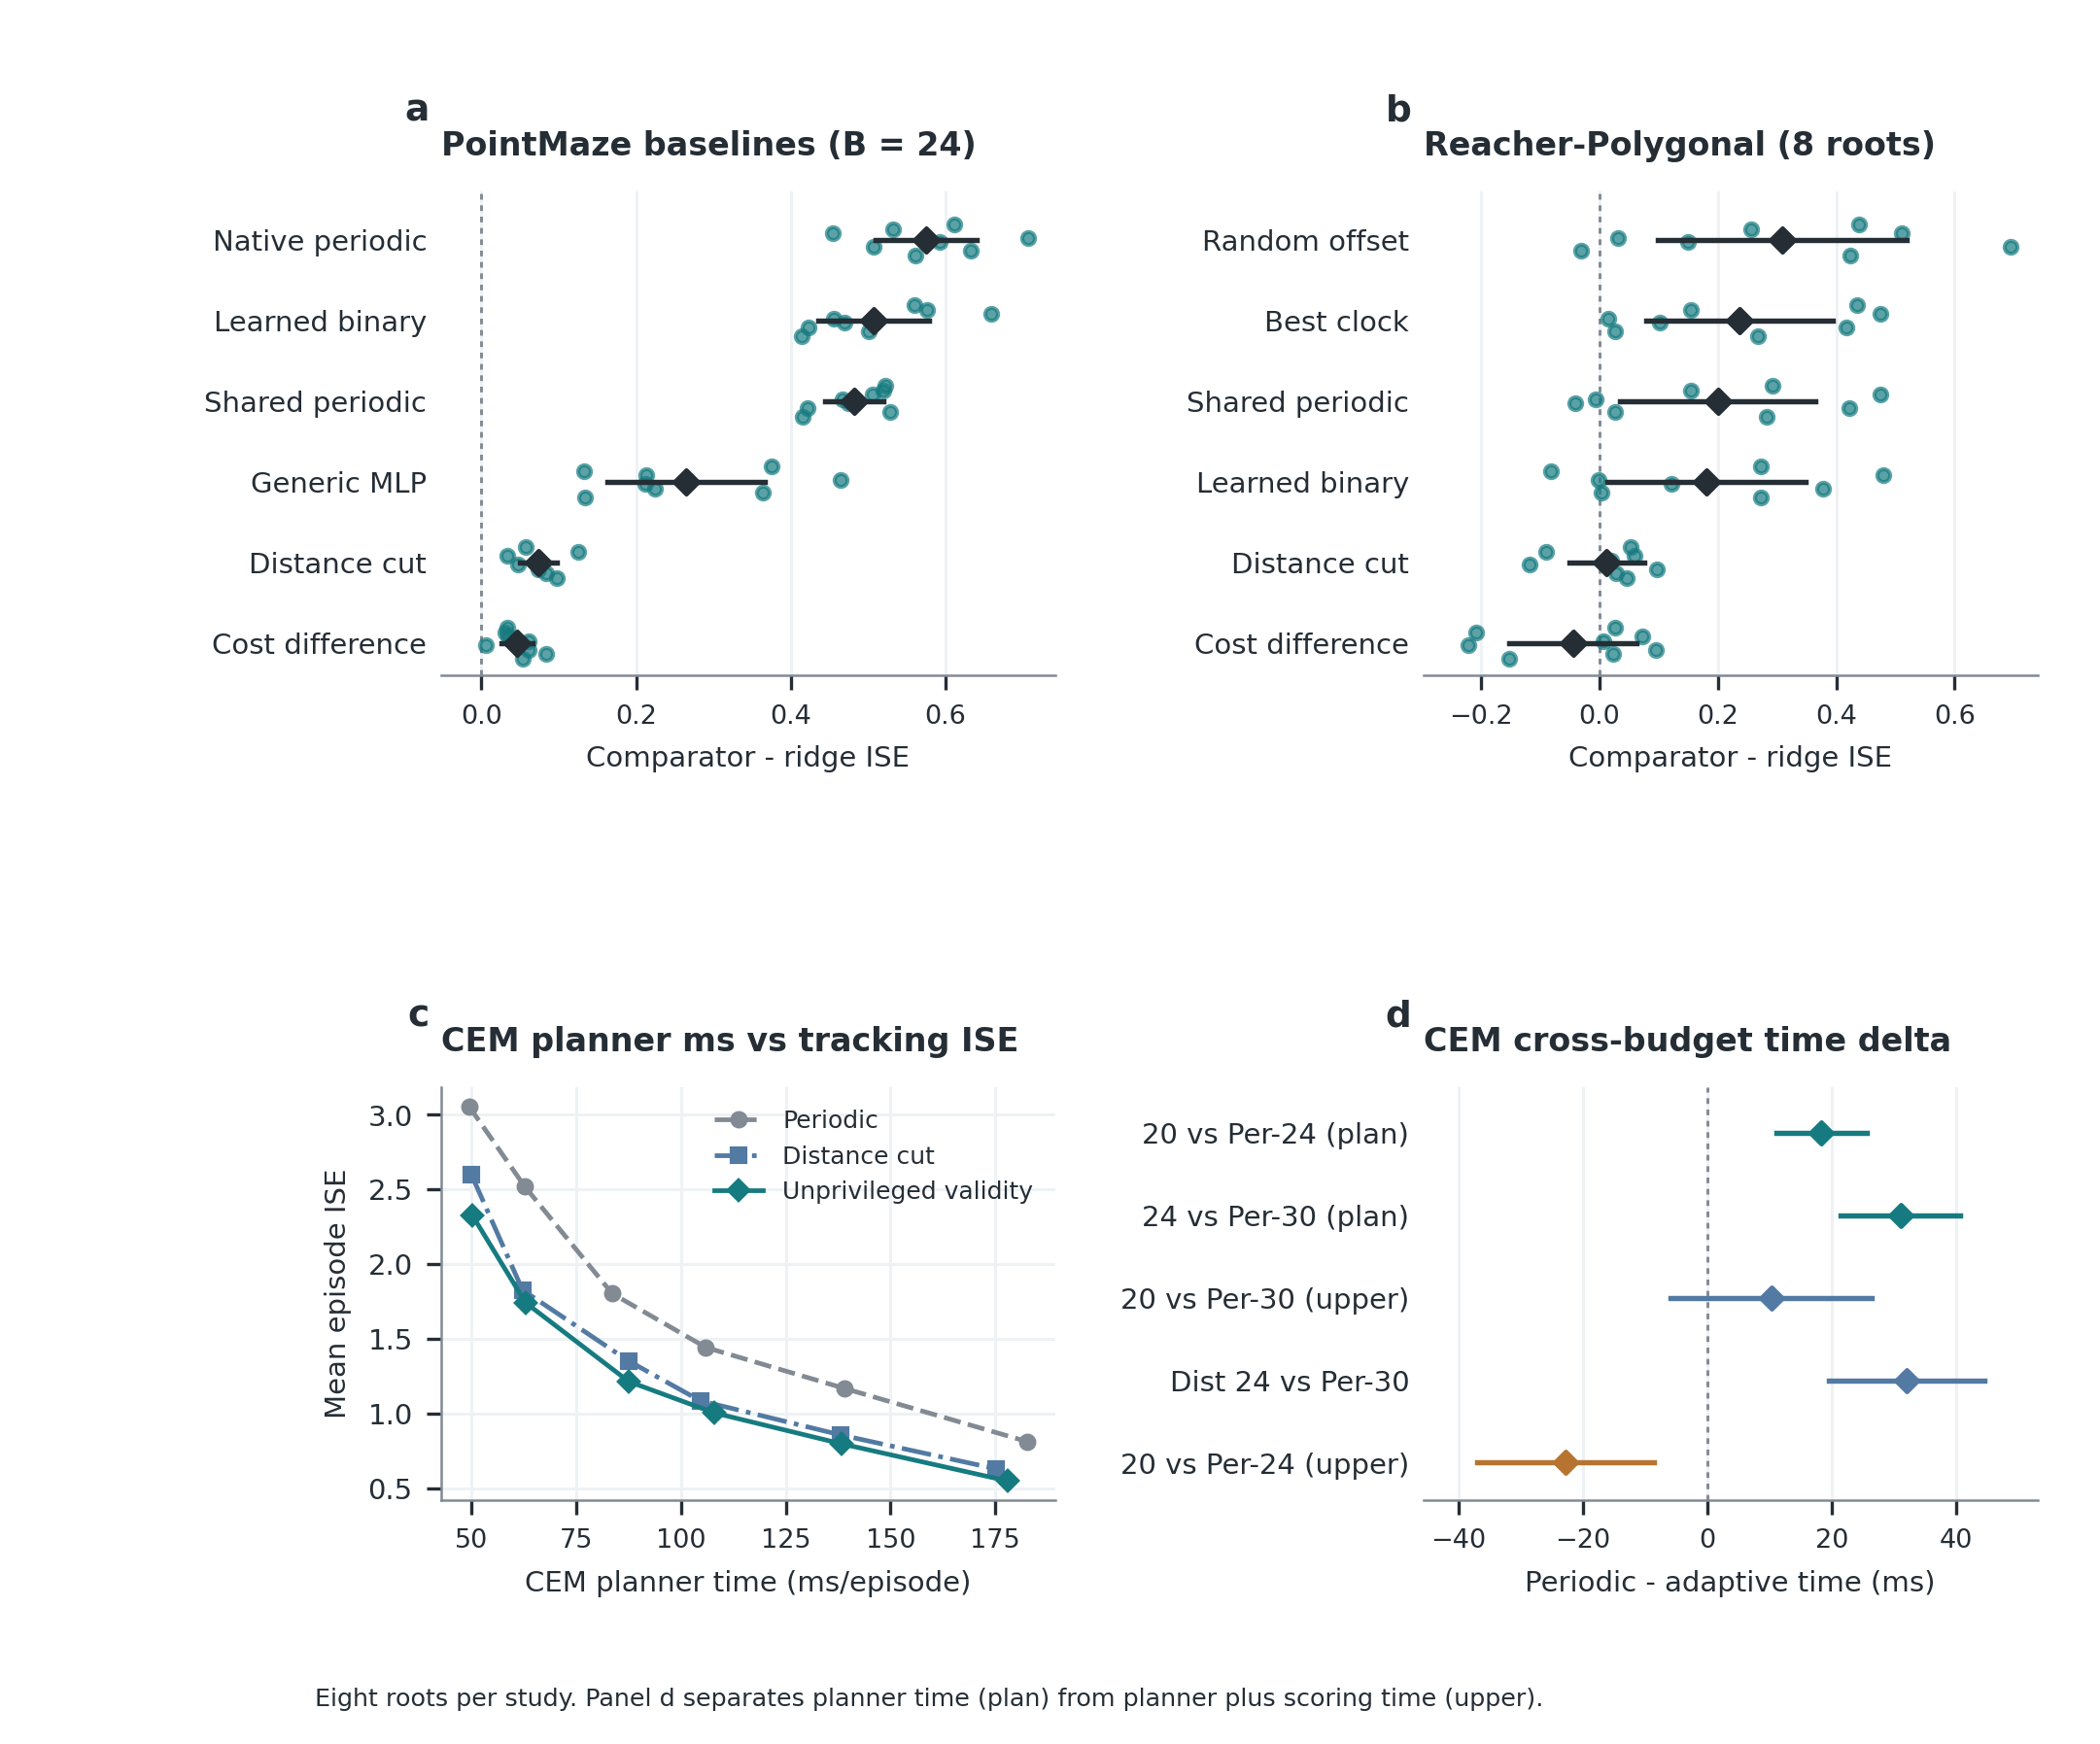 a
PointMaze baselines (B = 24)
Native periodic
Learned binary
Shared periodic
Generic MLP
Distance cut
Cost difference
0.0 0.2 0.4 0.6
Comparator - ridge ISE
b
Reacher-Polygonal (8 roots)
Random offset
Best clock
Shared periodic
Learned binary
Distance cut
Cost difference
−0.2 0.0 0.2 0.4 0.6
Comparator - ridge ISE
c
CEM planner ms vs tracking ISE
Mean episode ISE
3.0
2.5
2.0
1.5
1.0
0.5
Periodic
Distance cut
Unprivileged validity
50 75 100 125 150 175
CEM planner time (ms/episode)
d
CEM cross-budget time delta
20 vs Per-24 (plan)
24 vs Per-30 (plan)
20 vs Per-30 (upper)
Dist 24 vs Per-30
20 vs Per-24 (upper)
−40 −20 0 20 40
Periodic - adaptive time (ms)
Eight roots per study. Panel d separates planner time (plan) from planner plus scoring time (upper).